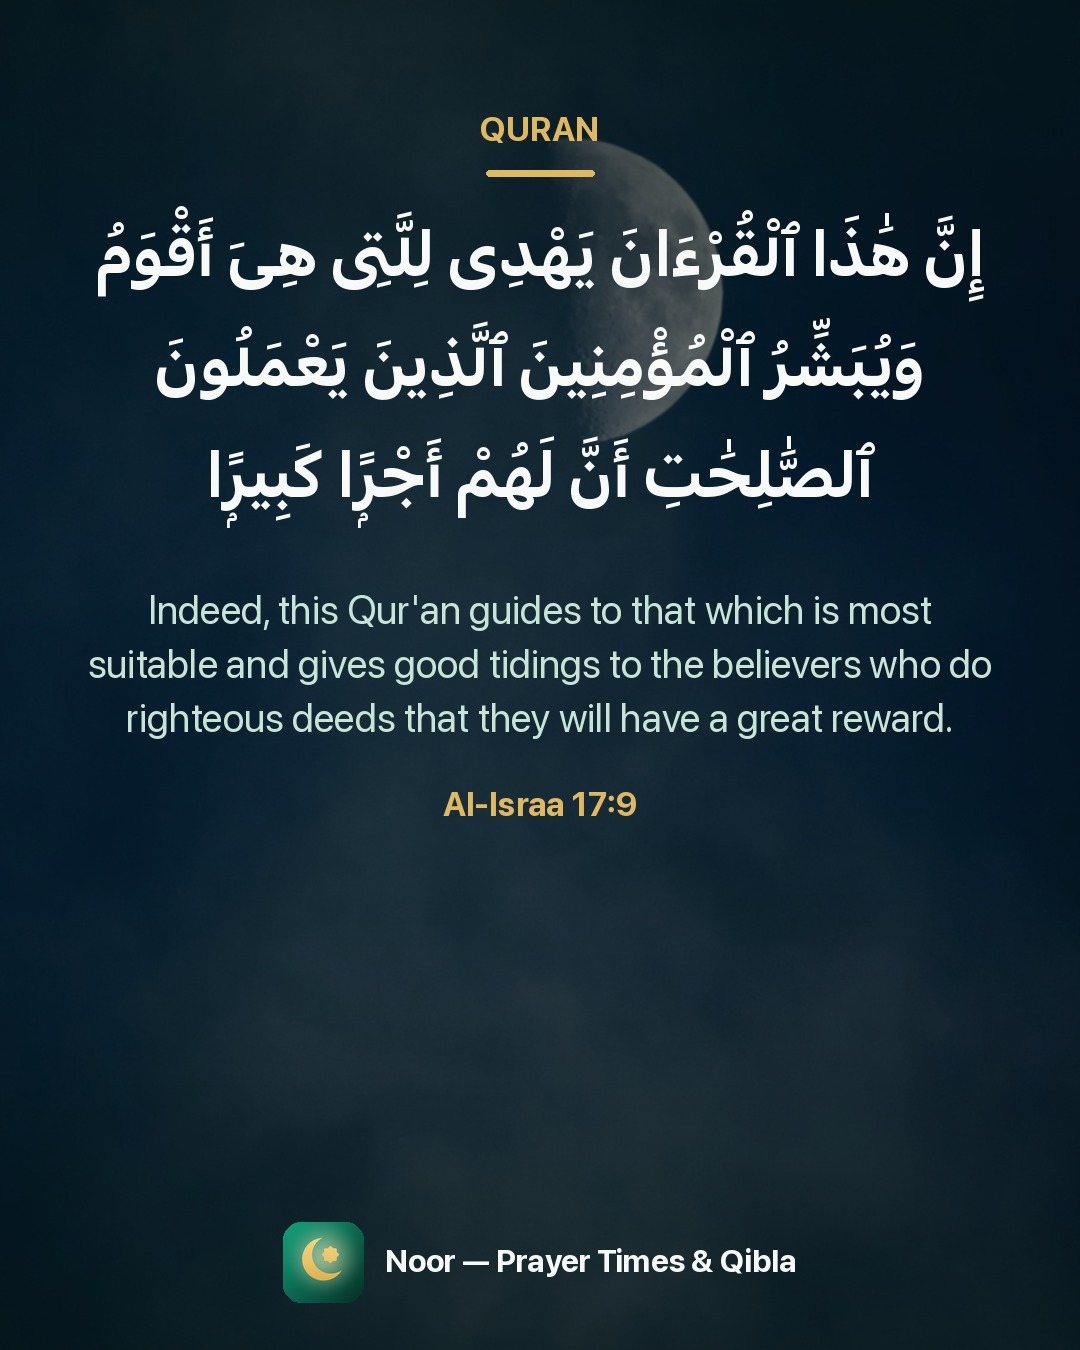 QURAN
إِنَّ هَٰذَا ٱلْقُرْءَانَ يَهْدِى لِلَّتِى هِىَ أَقْوَمُ
وَيُبَشِّرُ ٱلْمُؤْمِنِينَ ٱلَّذِينَ يَعْمَلُونَ
ٱلصَّٰلِحَٰتِ أَنَّ لَهُمْ أَجْرًۭا كَبِيرًۭا
Indeed, this Qur'an guides to that which is most
suitable and gives good tidings to the believers who do
righteous deeds that they will have a great reward.
Al-Israa 17:9
Noor — Prayer Times & Qibla